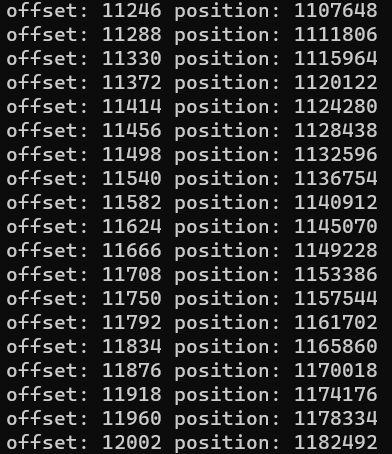 offset: 11246 position: 1107648
offset: 11288 position: 1111806
offset: 11330 position: 1115964
offset: 11372 position: 1120122
offset: 11414 position: 1124280
offset: 11456 position: 1128438
offset: 11498 position: 1132596
offset: 11540 position: 1136754
offset: 11582 position: 1140912
offset: 11624 position: 1145070
offset: 11666 position: 1149228
offset: 11708 position: 1153386
offset: 11750 position: 1157544
offset: 11792 position: 1161702
offset: 11834 position: 1165860
offset: 11876 position: 1170018
offset: 11918 position: 1174176
offset: 11960 position: 1178334
offset: 12002 position: 1182492